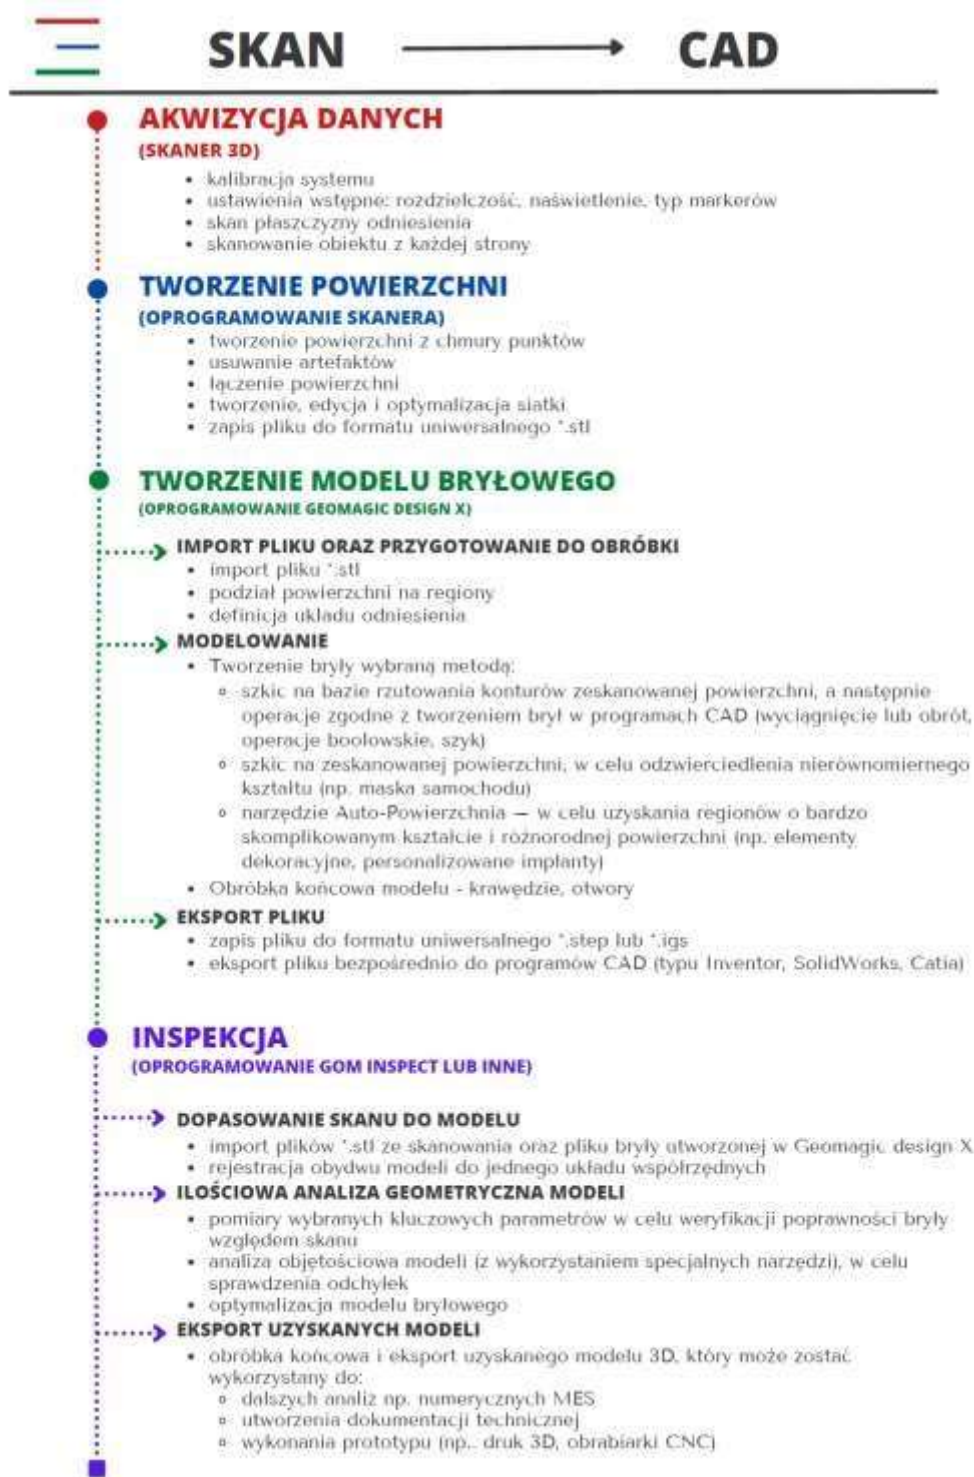 SKAN CAD
AKWIZYCJA DANYCH
(SKANER 3D)
• kalibracja systemu
• ustawienia wstępne: rozdzielczość, naświetlenie, typ markerów
• skan płaszczyzny odniesienia
• skanowanie obiektu z każdej strony
TWORZENIE POWIERZCHNI
(OPROGRAMOWANIE SKANERA)
• tworzenie powierzchni z chmury punktów
• usuwanie artefaktów
• łączenie powierzchni
• tworzenie, edycja i optymalizacja siatki
• zapis pliku do formatu uniwersalnego *.stl
TWORZENIE MODELU BRYŁOWEGO
(OPROGRAMOWANIE GEOMAGIC DESIGN X)
IMPORT PLIKU ORAZ PRZYGOTOWANIE DO OBRÓBKI
• import pliku *.stl
• podział powierzchni na regiony
• definicja układu odniesienia
MODELOWANIE
• Tworzenie bryły wybraną metodą:
◦ szkic na bazie rzutowania konturów zeskanowanej powierzchni, a następnie
operacje zgodne z tworzeniem brył w programach CAD (wyciągnięcie lub obrót,
operacje boolowskie, szyk)
◦ szkic na zeskanowanej powierzchni, w celu odzwierciedlenia nierównomiernego
kształtu (np. maska samochodu)
◦ narzędzie Auto-Powierzchnia — w celu uzyskania regionów o bardzo
skomplikowanym kształcie i różnorodnej powierzchni (np. elementy
dekoracyjne, personalizowane implanty)
• Obróbka końcowa modelu - krawędzie, otwory
EKSPORT PLIKU
• zapis pliku do formatu uniwersalnego *.step lub *.igs
• eksport pliku bezpośrednio do programów CAD (typu Inventor, SolidWorks, Catia)
INSPEKCJA
(OPROGRAMOWANIE GOM INSPECT LUB INNE)
DOPASOWANIE SKANU DO MODELU
• import plików *.stl ze skanowania oraz pliku bryły utworzonej w Geomagic design X
• rejestracja obydwu modeli do jednego układu współrzędnych
ILOŚCIOWA ANALIZA GEOMETRYCZNA MODELI
• pomiary wybranych kluczowych parametrów w celu weryfikacji poprawności bryły
względem skanu
• analiza objętościowa modeli (z wykorzystaniem specjalnych narzędzi), w celu
sprawdzenia odchyłek
• optymalizacja modelu bryłowego
EKSPORT UZYSKANYCH MODELI
• obróbka końcowa i eksport uzyskanego modelu 3D, który może zostać
wykorzystany do:
◦ dalszych analiz np. numerycznych MES
◦ utworzenia dokumentacji technicznej
◦ wykonania prototypu (np.. druk 3D, obrabiarki CNC)